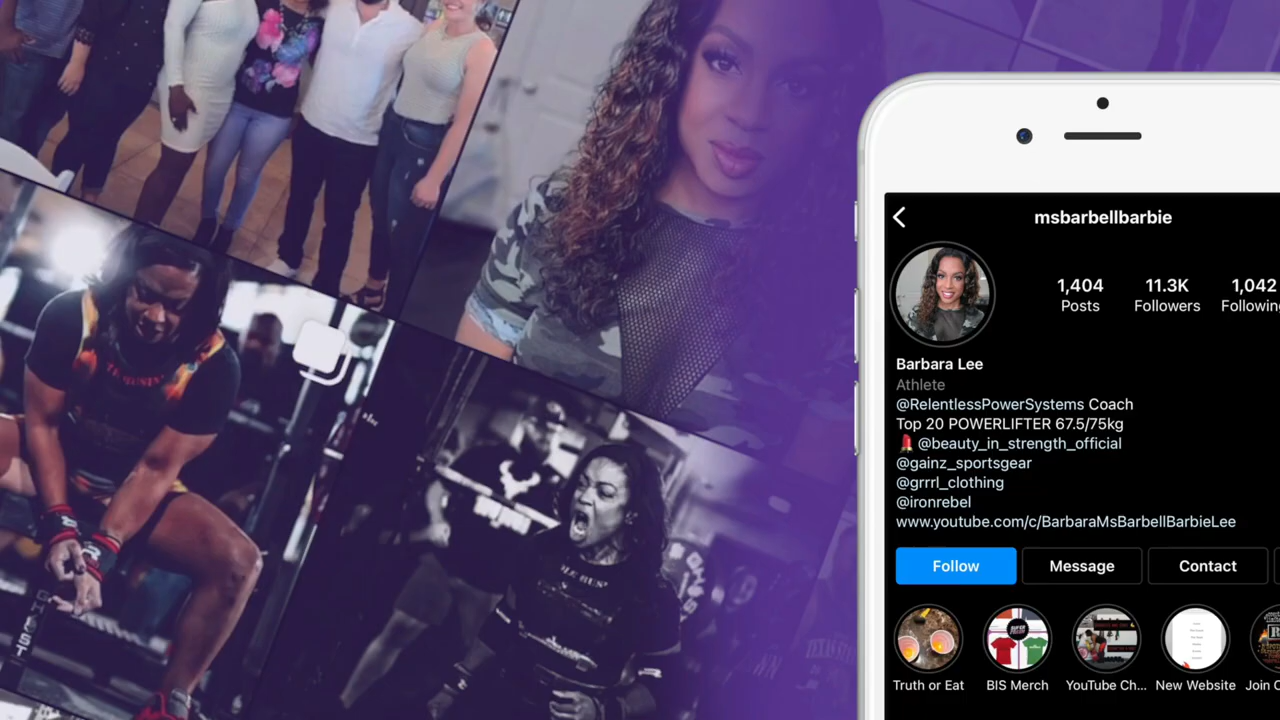 msbarbellbarbie
1,404
11.3K
1,042
Posts
Followers
Following
Barbara Lee
Athlete
@RelentlessPowerSystems Coach
Top 20 POWERLIFTER 67.5/75kg
💄 @beauty_in_strength_official
@gainz_sportsgear
@grrrl_clothing
@ironrebel
www.youtube.com/c/BarbaraMsBarbellBarbieLee
Follow
Message
Contact
Truth or Eat
BIS Merch
YouTube Ch...
New Website
Join